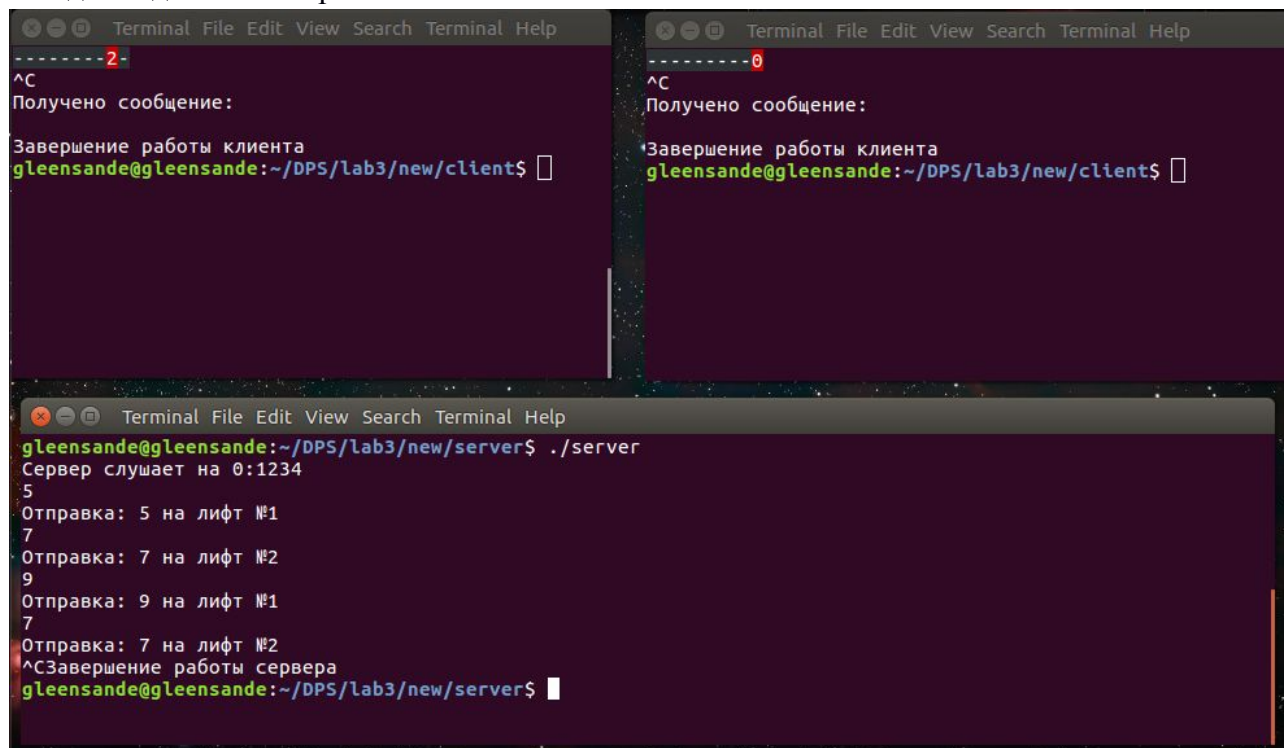 Terminal File Edit View Search Terminal Help
--------2-
^C
Получено сообщение:
Завершение работы клиента
gleensande@gleensande:~/DPS/lab3/new/client$
Terminal File Edit View Search Terminal Help
---------0
^C
Получено сообщение:
Завершение работы клиента
gleensande@gleensande:~/DPS/lab3/new/client$
Terminal File Edit View Search Terminal Help
gleensande@gleensande:~/DPS/lab3/new/server$ ./server
Сервер слушает на 0:1234
5
Отправка: 5 на лифт №1
7
Отправка: 7 на лифт №2
9
Отправка: 9 на лифт №1
7
Отправка: 7 на лифт №2
^CЗавершение работы сервера
gleensande@gleensande:~/DPS/lab3/new/server$